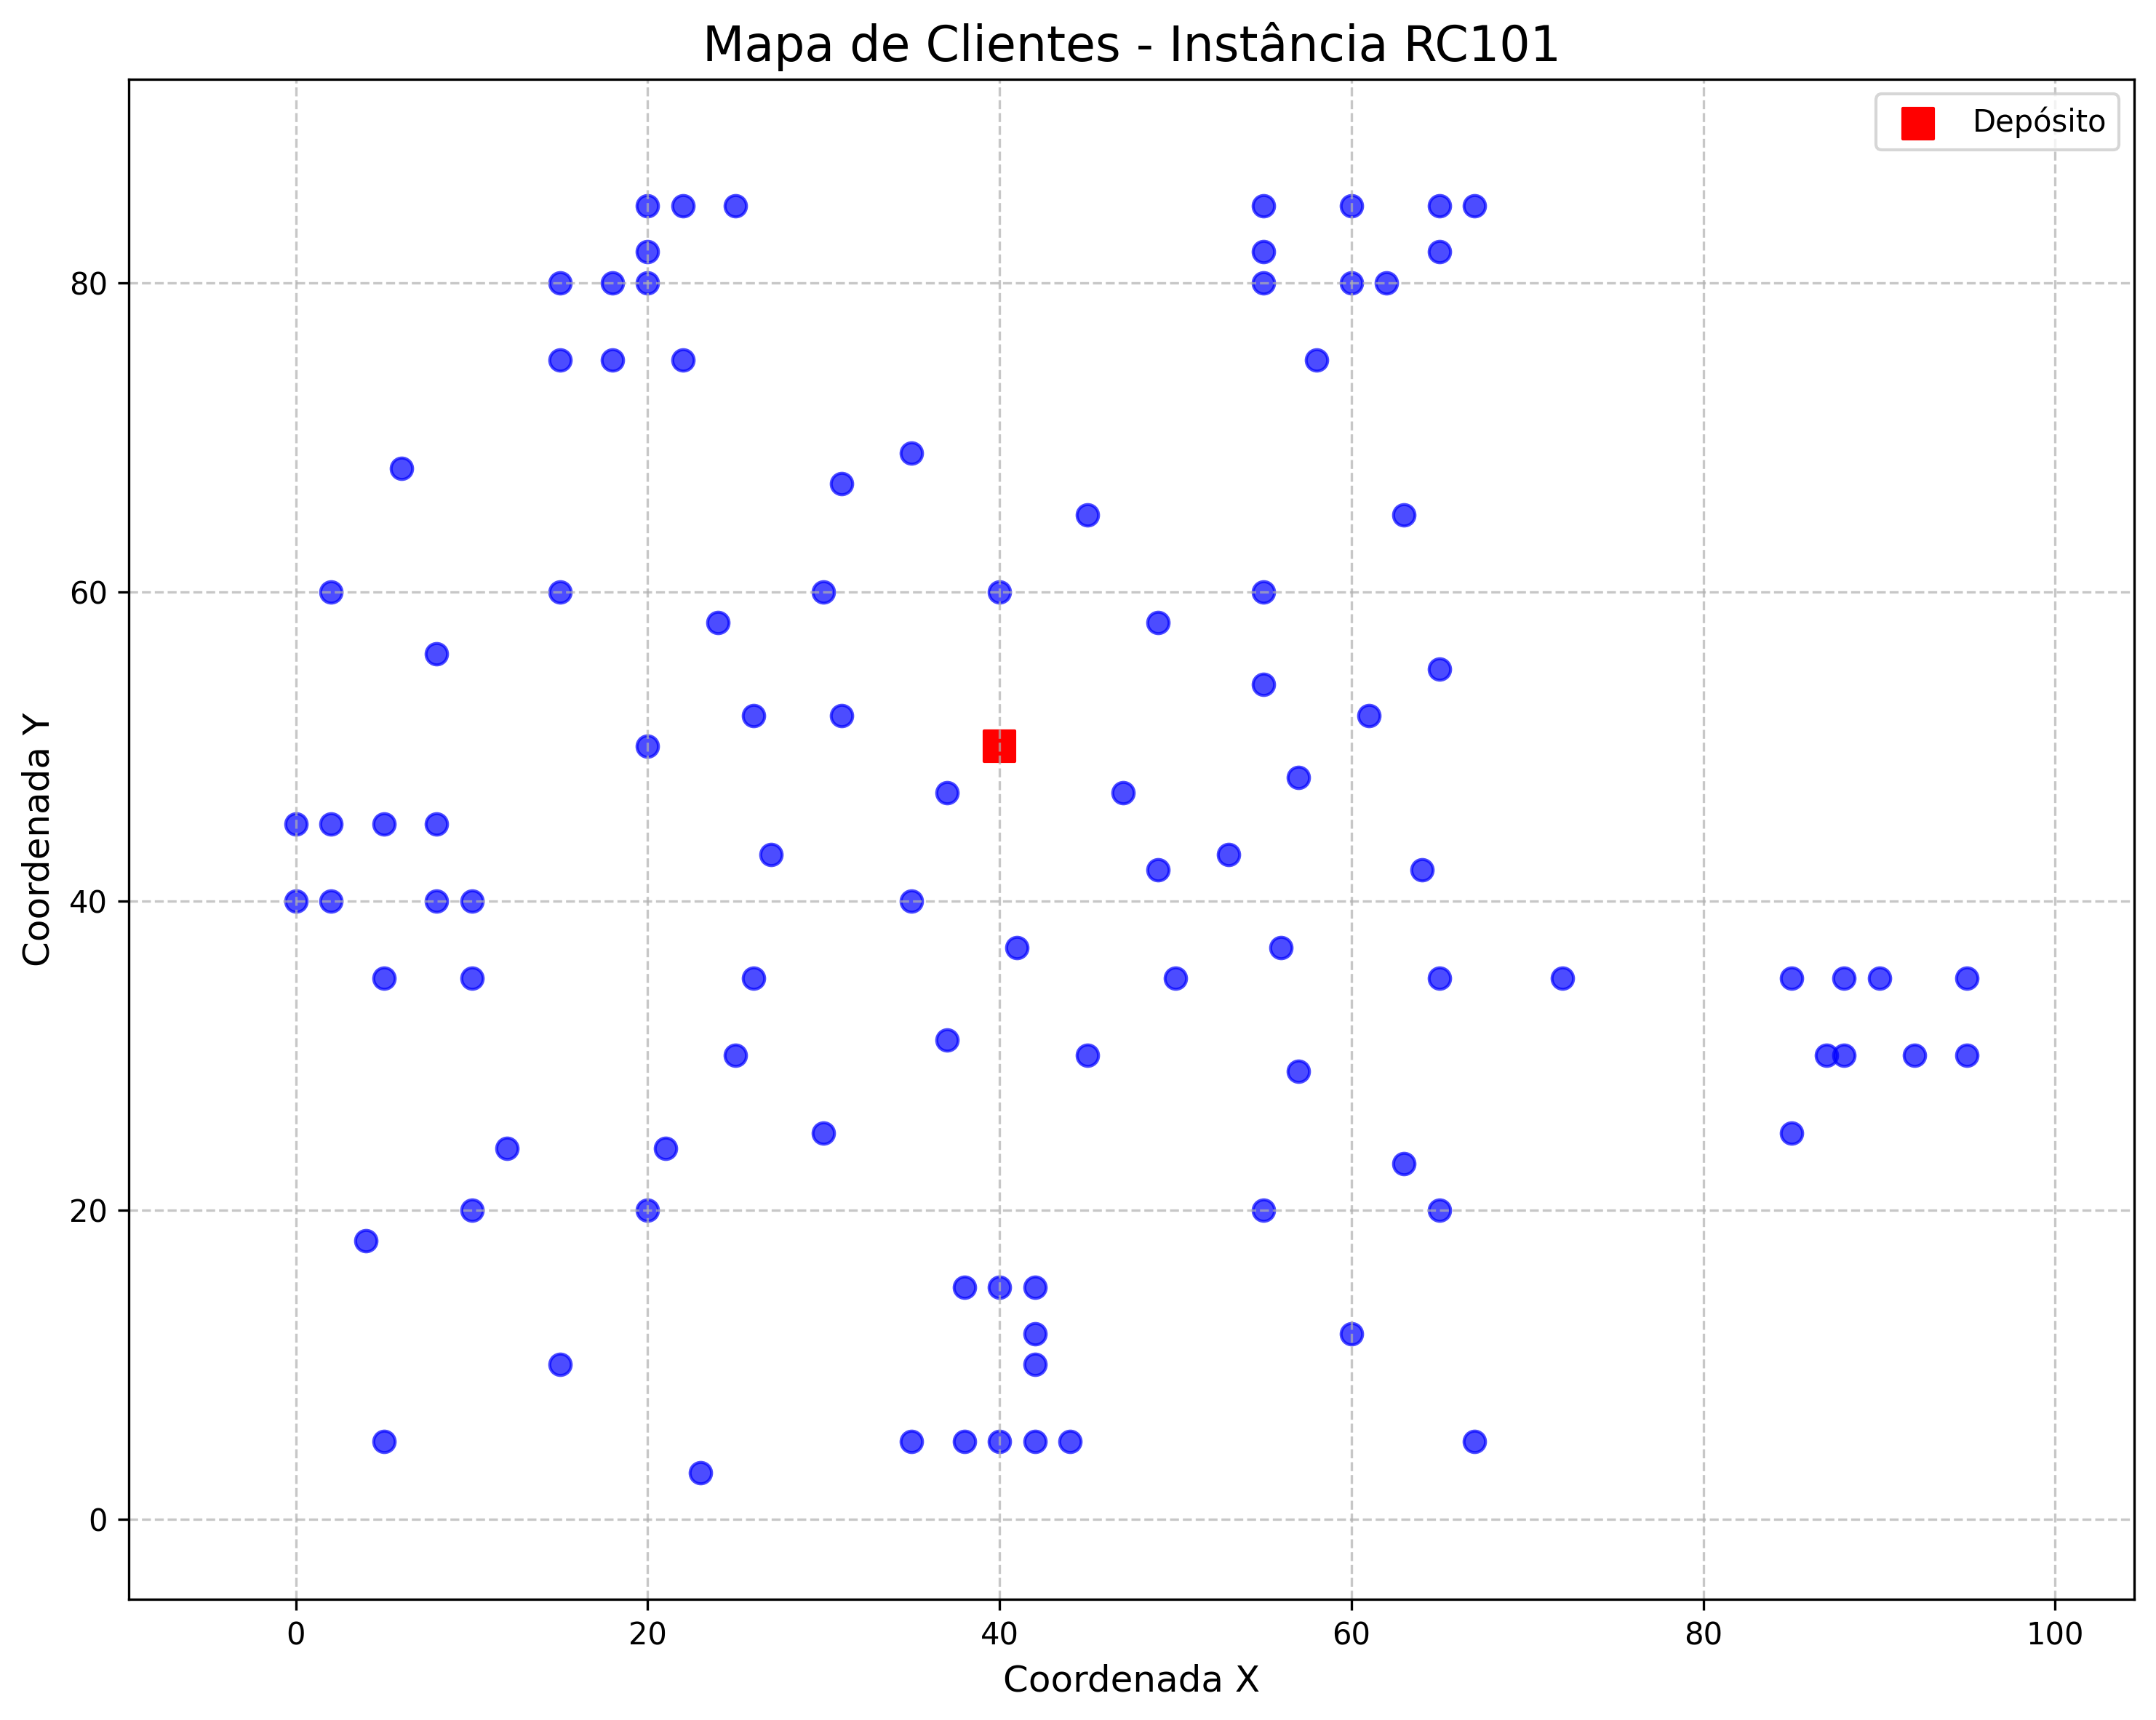 Mapa de Clientes - Instância RC101
Depósito
80
60
40
20
0
Coordenada Y
0 20 40 60 80 100
Coordenada X